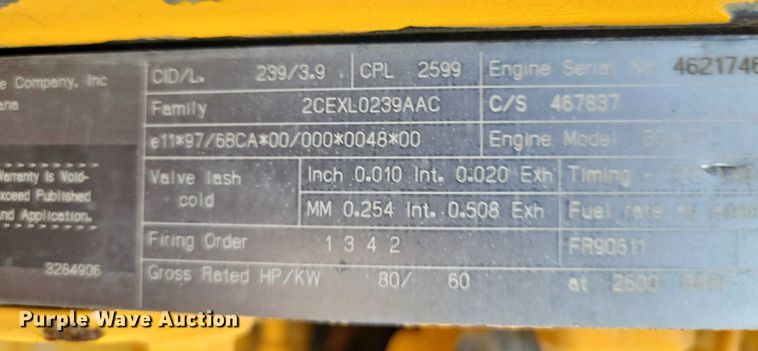 e Company, Inc
ana
Warranty Is Void-
xceed Published
nd Application.
3284906
CID/L. 239/3.9 CPL 2599 Engine Serial No. 4621746
Family 2CEXL0239AAC C/S 467837
e11*97/68CA*00/000*0048*00 Engine Model
Valve lash cold Inch 0.010 Int. 0.020 Exh Timing -
MM 0.254 Int. 0.508 Exh Fuel rate at
Firing Order 1 3 4 2 FR90611
Gross Rated HP/KW 80/ 60 at 2500
Purple Wave Auction